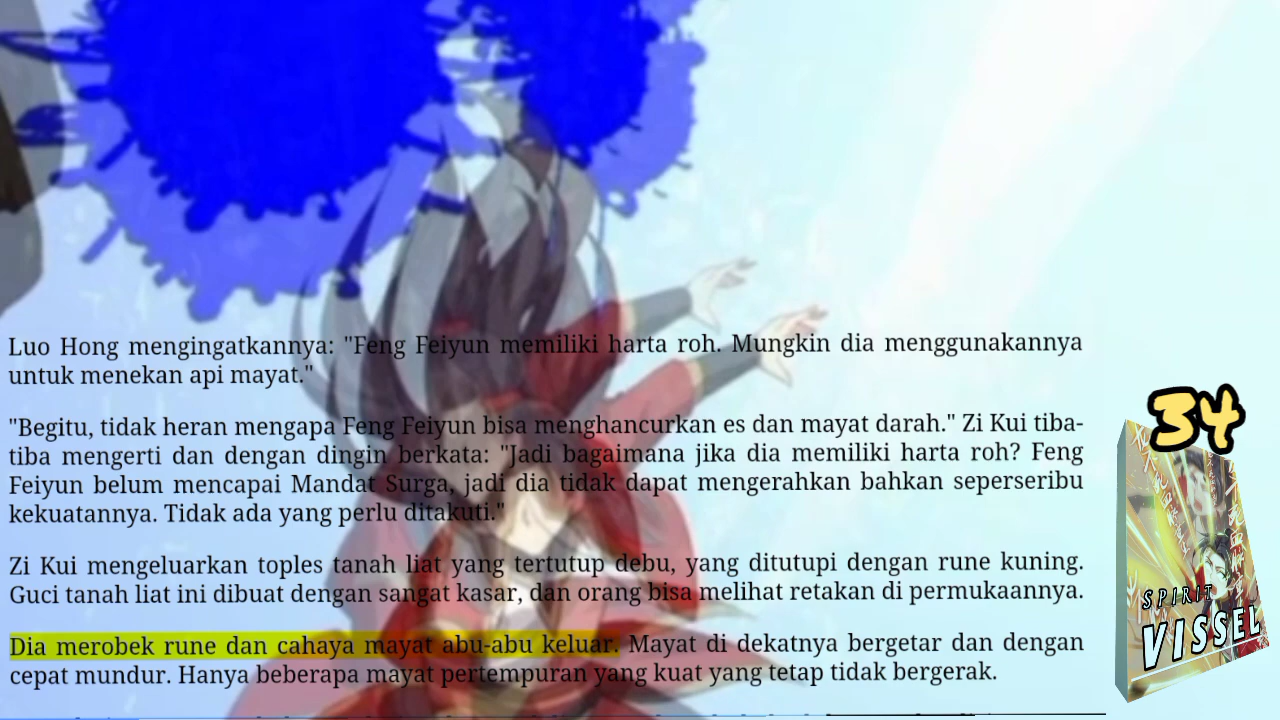 Luo Hong mengingatkannya: "Feng Feiyun memiliki harta roh. Mungkin dia menggunakannya
untuk menekan api mayat."
"Begitu, tidak heran mengapa Feng Feiyun bisa menghancurkan es dan mayat darah." Zi Kui tiba-
tiba mengerti dan dengan dingin berkata: "Jadi bagaimana jika dia memiliki harta roh? Feng
Feiyun belum mencapai Mandat Surga, jadi dia tidak dapat mengerahkan bahkan seperseribu
kekuatannya. Tidak ada yang perlu ditakuti."
Zi Kui mengeluarkan toples tanah liat yang tertutup debu, yang ditutupi dengan rune kuning.
Guci tanah liat ini dibuat dengan sangat kasar, dan orang bisa melihat retakan di permukaannya.
Dia merobek rune dan cahaya mayat abu-abu keluar. Mayat di dekatnya bergetar dan dengan
cepat mundur. Hanya beberapa mayat pertempuran yang kuat yang tetap tidak bergerak.
34
SPIRIT
VISSEL